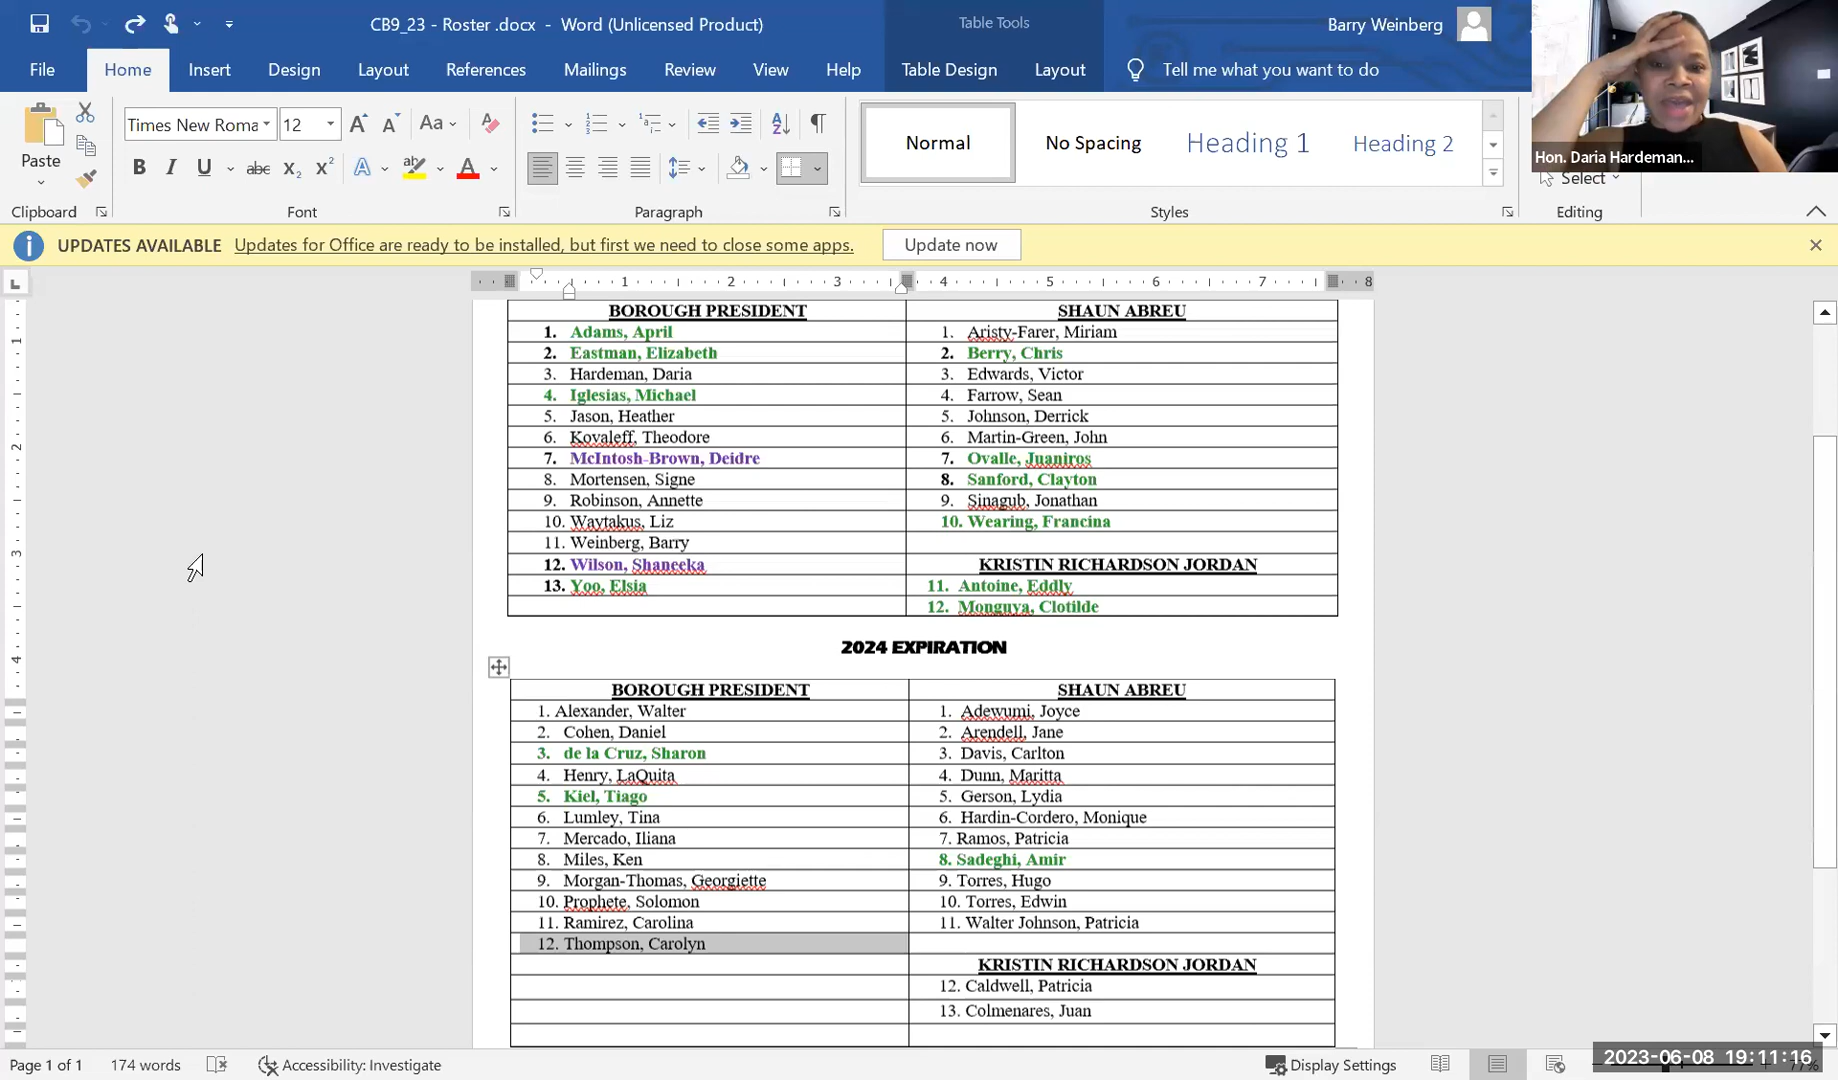 CB9_23 - Roster .docx - Word (Unlicensed Product)
Table Tools
Barry Weinberg
File Home Insert Design Layout References Mailings Review View Help Table Design Layout Tell me what you want to do
Hon. Daria Hardeman...
Paste
Times New Roma 12
Normal
No Spacing
Heading 1
Heading 2
Select
Clipboard Font Paragraph Styles Editing
UPDATES AVAILABLE Updates for Office are ready to be installed, but first we need to close some apps. Update now
1 2 3 4 5 6 7 8
BOROUGH PRESIDENT SHAUN ABREU
1. Adams, April 1. Aristy-Farer, Miriam
2. Eastman, Elizabeth 2. Berry, Chris
3. Hardeman, Daria 3. Edwards, Victor
4. Iglesias, Michael 4. Farrow, Sean
5. Jason, Heather 5. Johnson, Derrick
6. Kovaleff, Theodore 6. Martin-Green, John
7. McIntosh-Brown, Deidre 7. Ovalle, Juaniros
8. Mortensen, Signe 8. Sanford, Clayton
9. Robinson, Annette 9. Sinagub, Jonathan
10. Waytakus, Liz 10. Wearing, Francina
11. Weinberg, Barry
12. Wilson, Shaneeka KRISTIN RICHARDSON JORDAN
13. Yoo, Elsia 11. Antoine, Eddly
12. Monguya, Clotilde
2024 EXPIRATION
BOROUGH PRESIDENT SHAUN ABREU
1. Alexander, Walter 1. Adewumi, Joyce
2. Cohen, Daniel 2. Arendell, Jane
3. de la Cruz, Sharon 3. Davis, Carlton
4. Henry, LaQuita 4. Dunn, Maritta
5. Kiel, Tiago 5. Gerson, Lydia
6. Lumley, Tina 6. Hardin-Cordero, Monique
7. Mercado, Iliana 7. Ramos, Patricia
8. Miles, Ken 8. Sadeghi, Amir
9. Morgan-Thomas, Georgiette 9. Torres, Hugo
10. Prophete, Solomon 10. Torres, Edwin
11. Ramirez, Carolina 11. Walter Johnson, Patricia
12. Thompson, Carolyn
KRISTIN RICHARDSON JORDAN
12. Caldwell, Patricia
13. Colmenares, Juan
Page 1 of 1 174 words Accessibility: Investigate Display Settings 77%
2023-06-08 19:11:16